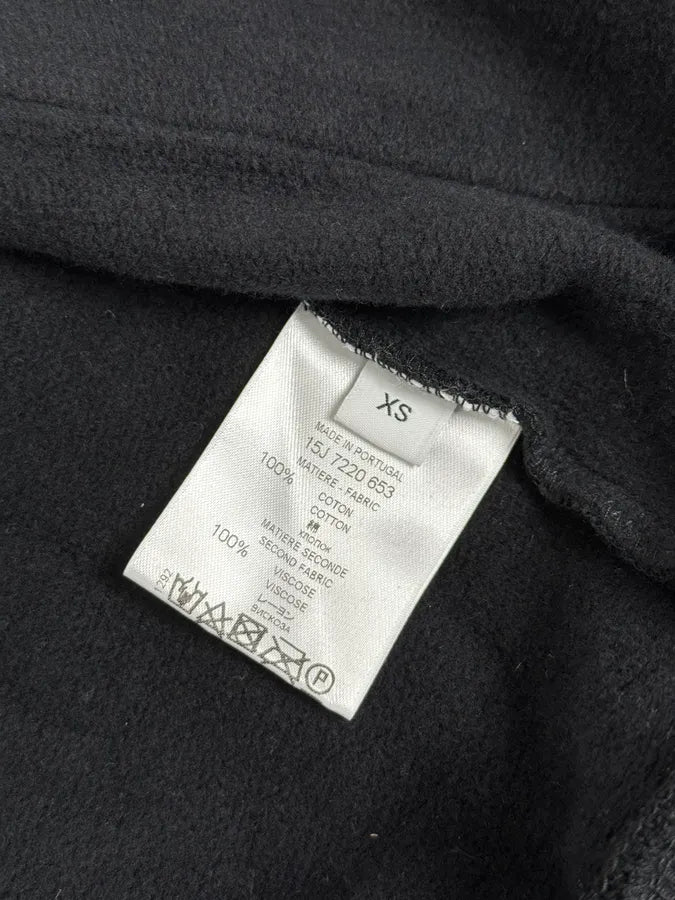 XS
MADE IN PORTUGAL
15J 7220 653
MATIERE - FABRIC
100% COTON
COTTON
綿
хлопок
MATIERE SECONDE
SECOND FABRIC
100% VISCOSE
VISCOSE
レーヨン
ВИСКОЗА
1292
P